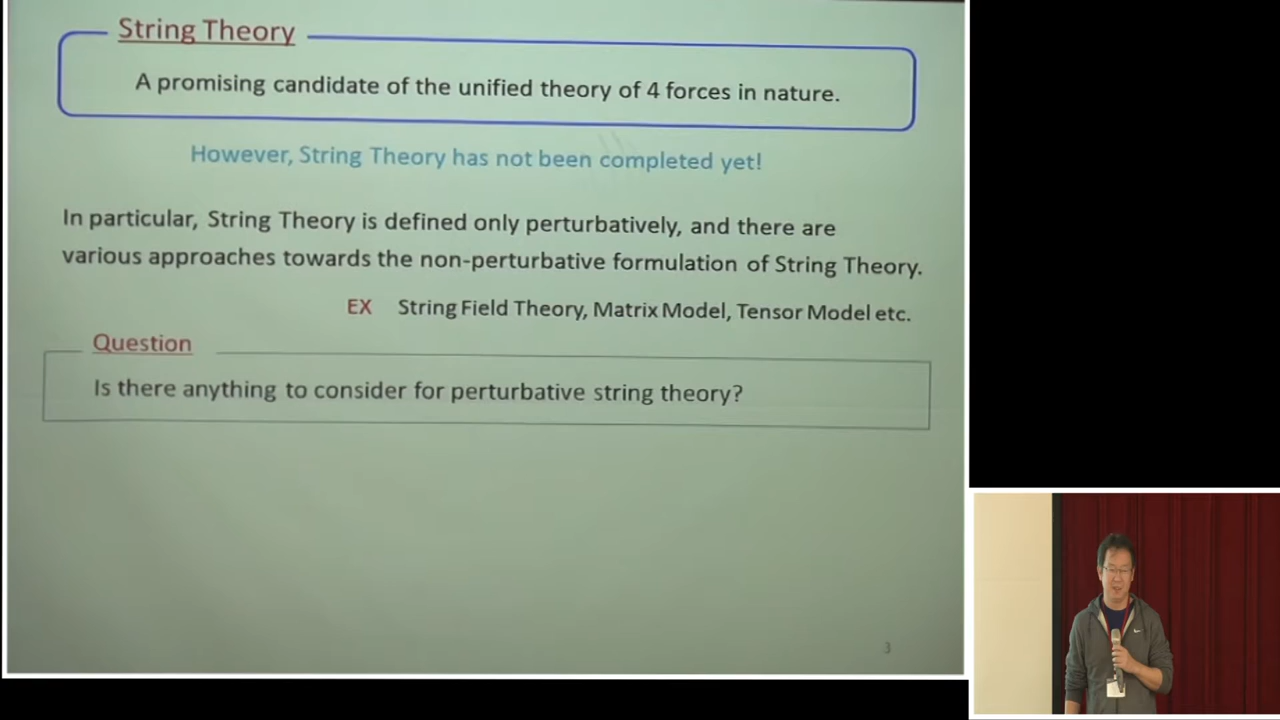 String Theory
A promising candidate of the unified theory of 4 forces in nature.
However, String Theory has not been completed yet!
In particular, String Theory is defined only perturbatively, and there are
various approaches towards the non-perturbative formulation of String Theory.
EX String Field Theory, Matrix Model, Tensor Model etc.
Question
Is there anything to consider for perturbative string theory?
3